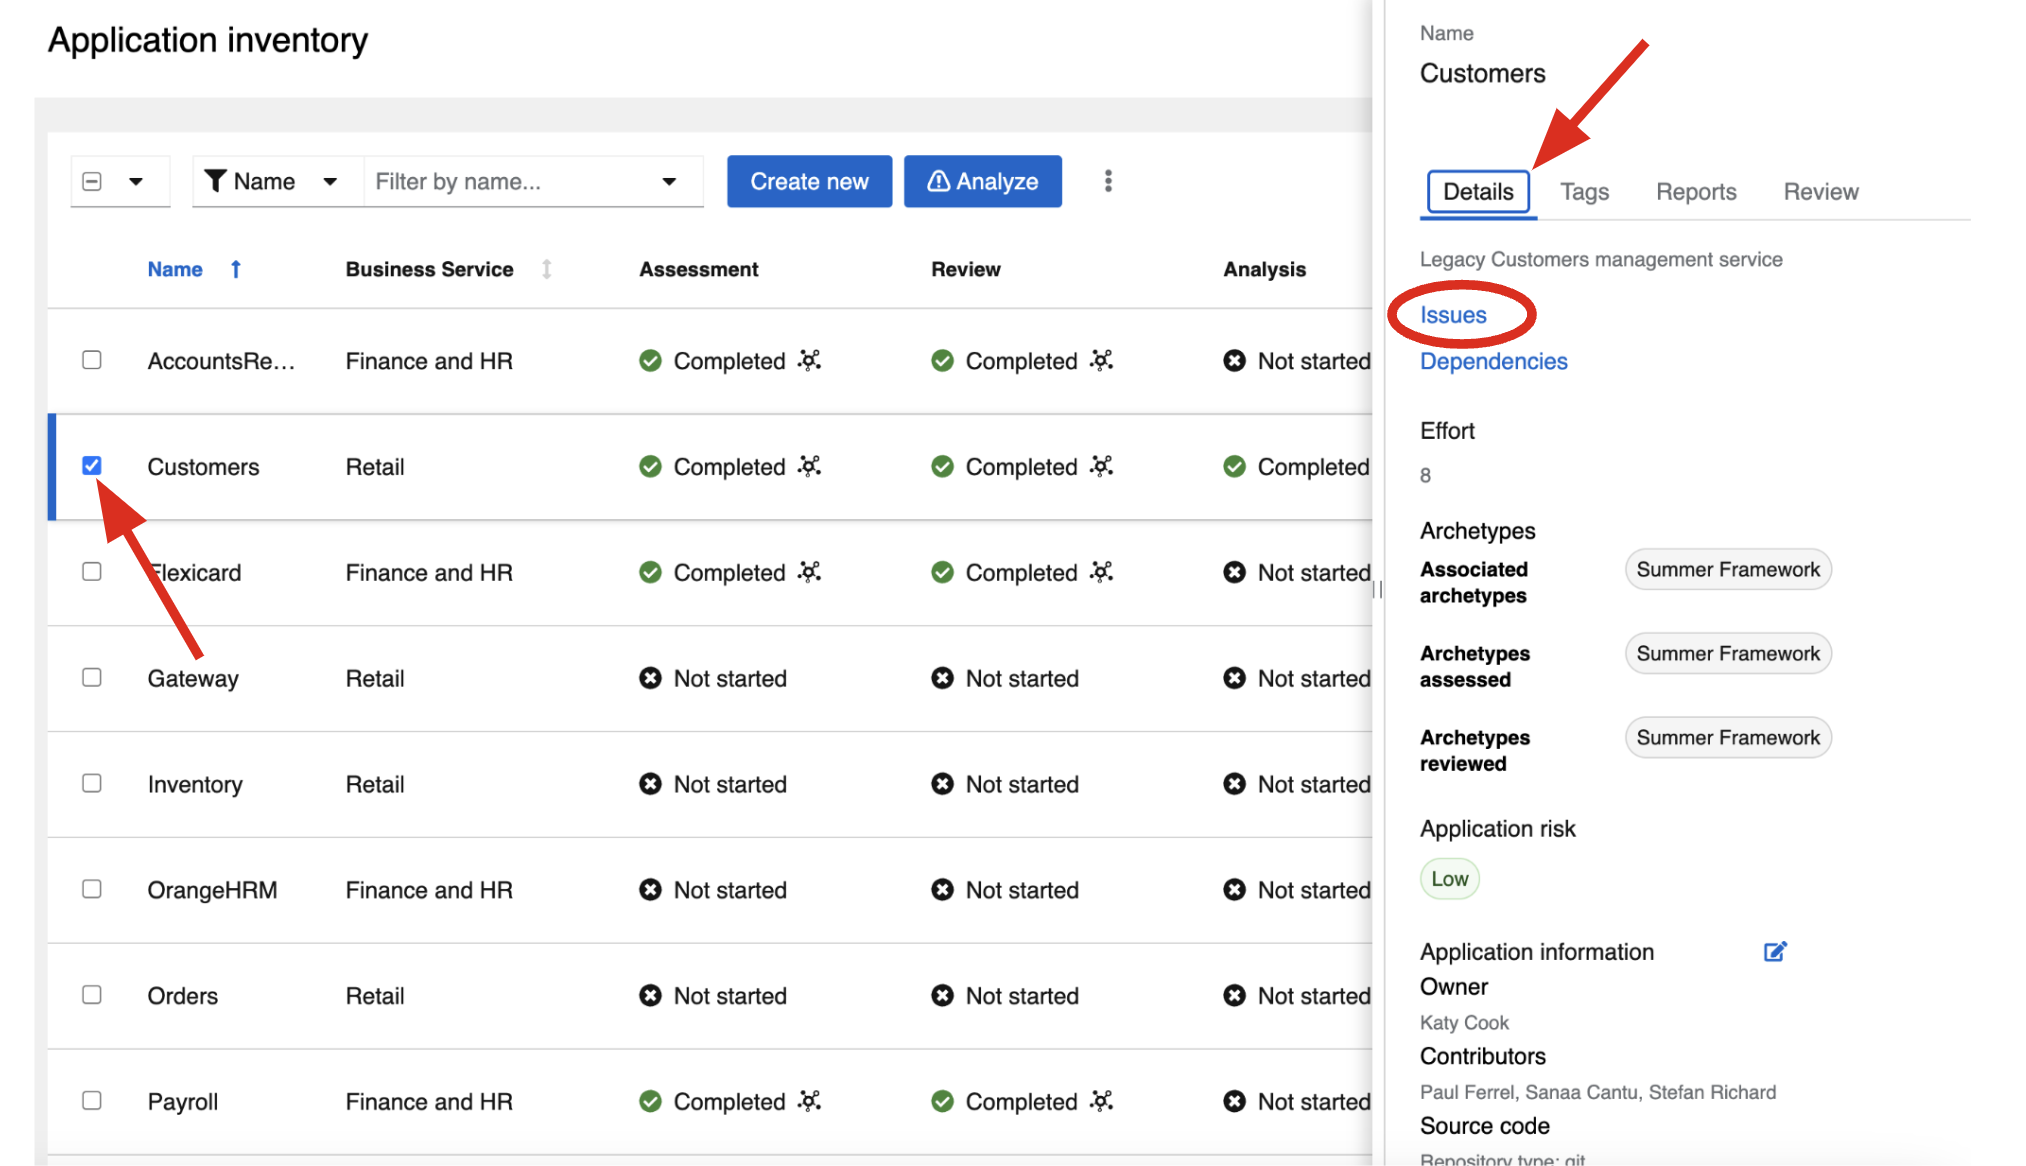 Application inventory
Name
Filter by name...
Create new
Analyze
Name Business Service Assessment Review Analysis
AccountsRe... Finance and HR Completed Completed Not started
Customers Retail Completed Completed Completed
Flexicard Finance and HR Completed Completed Not started
Gateway Retail Not started Not started Not started
Inventory Retail Not started Not started Not started
OrangeHRM Finance and HR Not started Not started Not started
Orders Retail Not started Not started Not started
Payroll Finance and HR Completed Completed Not started
Name
Customers
Details Tags Reports Review
Legacy Customers management service
Issues
Dependencies
Effort
8
Archetypes
Associated
archetypes
Summer Framework
Archetypes
assessed
Summer Framework
Archetypes
reviewed
Summer Framework
Application risk
Low
Application information
Owner
Katy Cook
Contributors
Paul Ferrel, Sanaa Cantu, Stefan Richard
Source code
Repository type: git